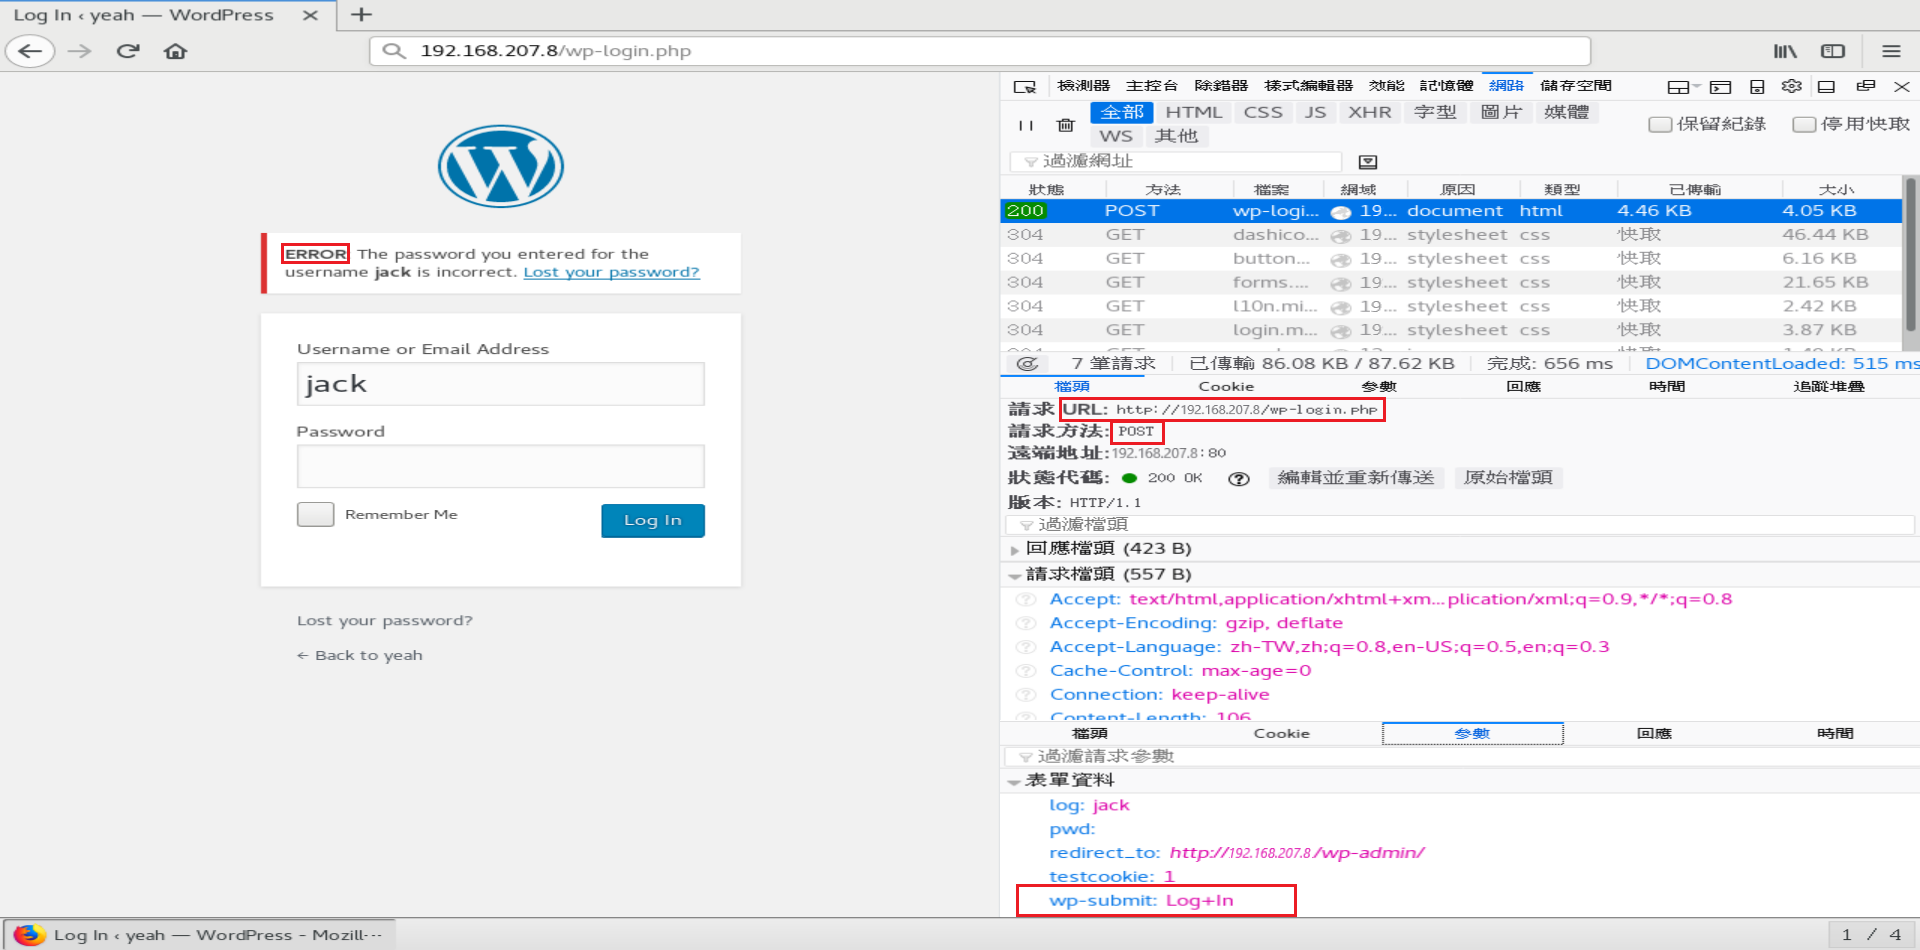 Log In ‹ yeah — WordPress
192.168.207.8/wp-login.php
檢測器 主控台 除錯器 樣式編輯器 效能 記憶體 網路 儲存空間
全部 HTML CSS JS XHR 字型 圖片 媒體
WS 其他
保留紀錄 停用快取
過濾網址
狀態 方法 檔案 網域 原因 類型 已傳輸 大小
200 POST wp-logi... 19... document html 4.46 KB 4.05 KB
304 GET dashico... 19... stylesheet css 快取 46.44 KB
304 GET button... 19... stylesheet css 快取 6.16 KB
304 GET forms.... 19... stylesheet css 快取 21.65 KB
304 GET l10n.mi... 19... stylesheet css 快取 2.42 KB
304 GET login.m... 19... stylesheet css 快取 3.87 KB
7 筆請求 已傳輸 86.08 KB / 87.62 KB 完成: 656 ms DOMContentLoaded: 515 ms
檔頭 Cookie 參數 回應 時間 追蹤堆疊
請求 URL: http://192.168.207.8/wp-login.php
請求方法: POST
遠端地址:192.168.207.8:80
狀態代碼: 200 OK 編輯並重新傳送 原始檔頭
版本: HTTP/1.1
過濾檔頭
回應檔頭 (423 B)
請求檔頭 (557 B)
Accept: text/html,application/xhtml+xm...plication/xml;q=0.9,*/*;q=0.8
Accept-Encoding: gzip, deflate
Accept-Language: zh-TW,zh;q=0.8,en-US;q=0.5,en;q=0.3
Cache-Control: max-age=0
Connection: keep-alive
Content-Length: 106
檔頭 Cookie 參數 回應 時間
過濾請求參數
表單資料
log: jack
pwd:
redirect_to: http://192.168.207.8/wp-admin/
testcookie: 1
wp-submit: Log+In
ERROR The password you entered for the
username jack is incorrect. Lost your password?
Username or Email Address
jack
Password
Remember Me Log In
Lost your password?
← Back to yeah
Log In ‹ yeah — WordPress - Mozill···
1 / 4